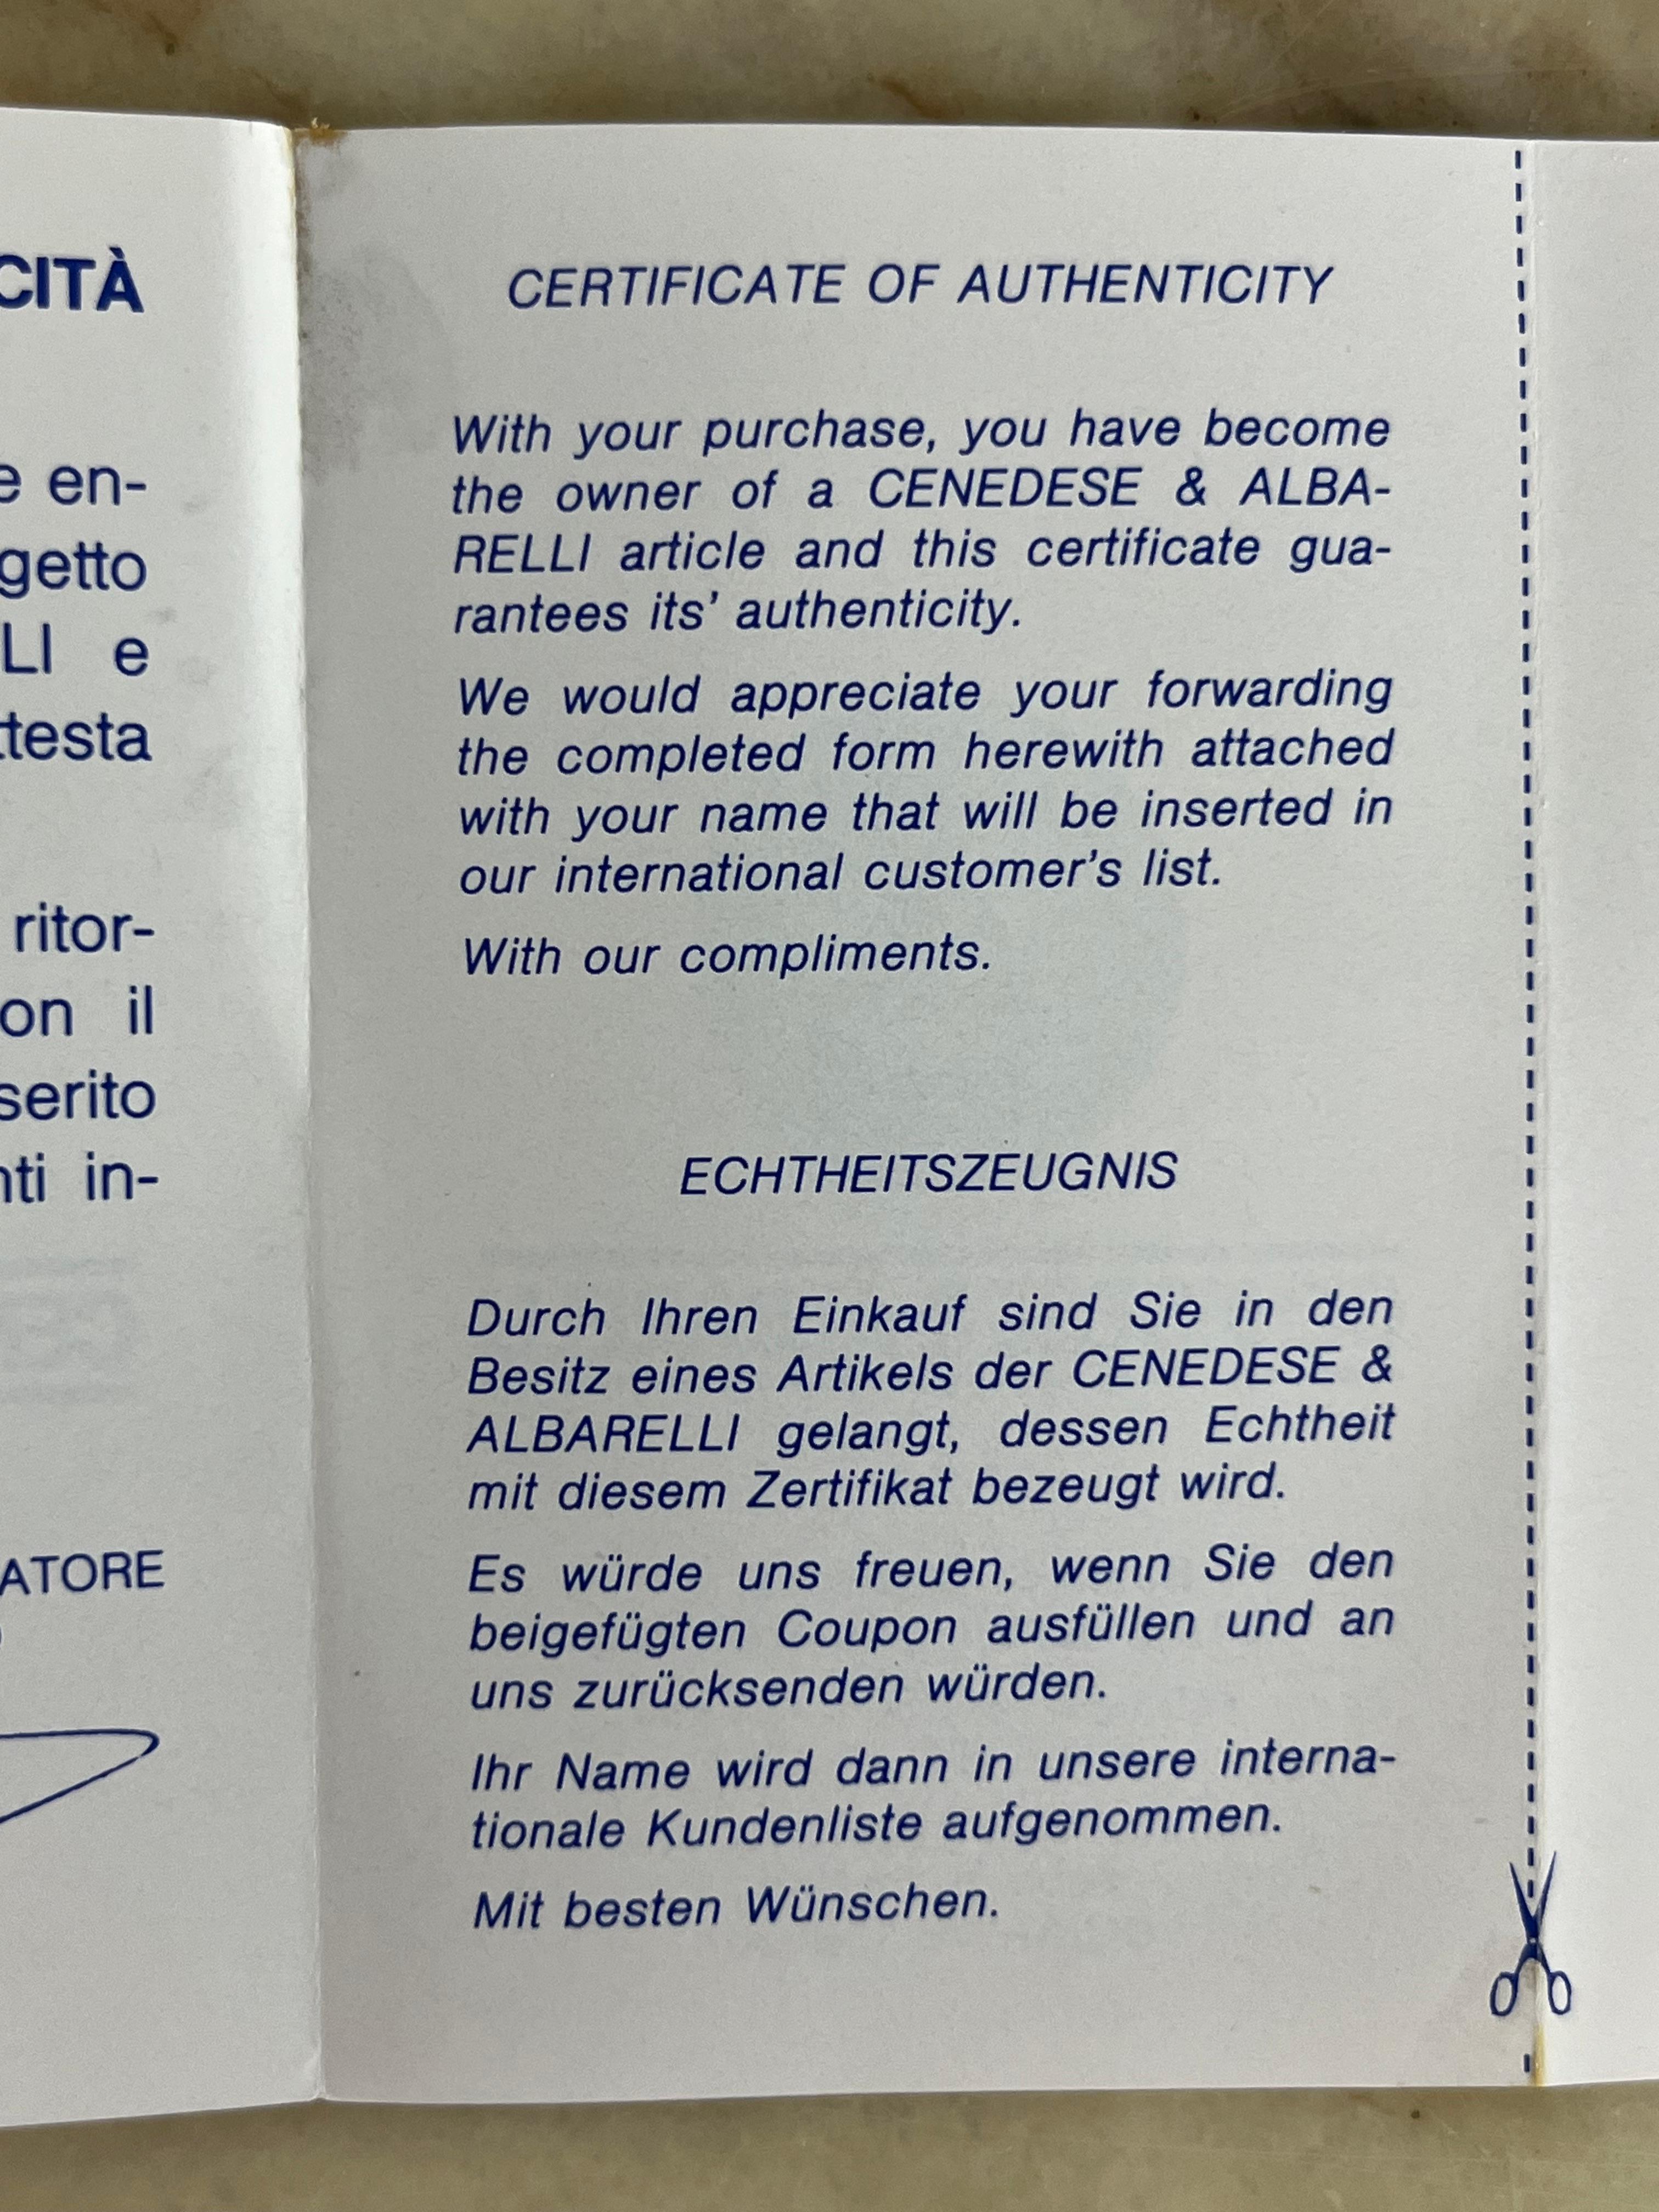 CITÀ
e en-
getto
LI e
ttesta
ritor-
on il
serito
nti in-
ATORE
CERTIFICATE OF AUTHENTICITY
With your purchase, you have become
the owner of a CENEDESE & ALBA-
RELLI article and this certificate gua-
rantees its’ authenticity.
We would appreciate your forwarding
the completed form herewith attached
with your name that will be inserted in
our international customer’s list.
With our compliments.
ECHTHEITSZEUGNIS
Durch Ihren Einkauf sind Sie in den
Besitz eines Artikels der CENEDESE &
ALBARELLI gelangt, dessen Echtheit
mit diesem Zertifikat bezeugt wird.
Es würde uns freuen, wenn Sie den
beigefügten Coupon ausfüllen und an
uns zurücksenden würden.
Ihr Name wird dann in unsere interna-
tionale Kundenliste aufgenommen.
Mit besten Wünschen.